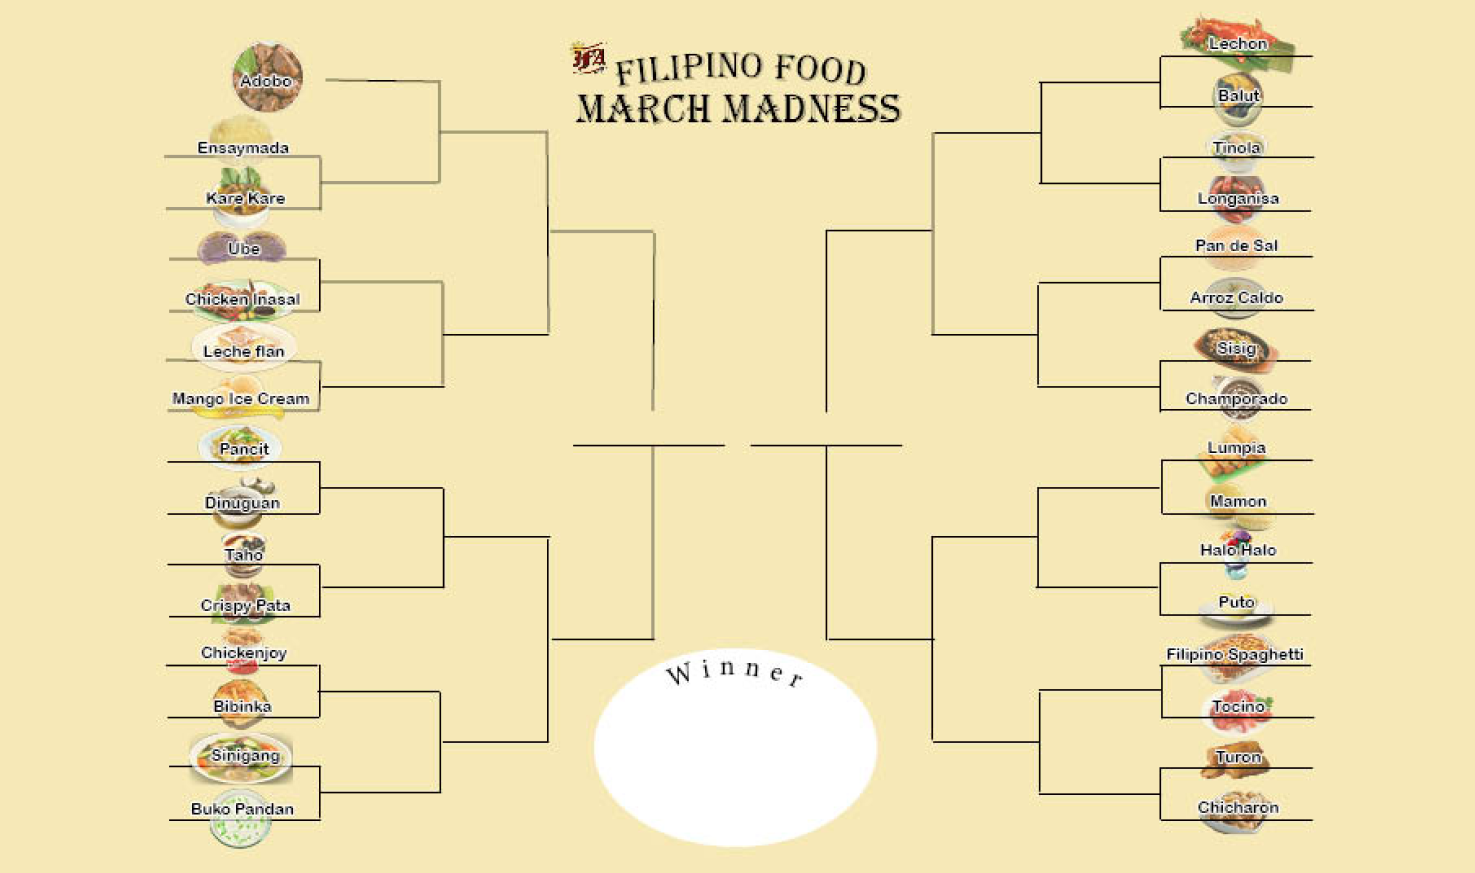 JFA
FILIPINO FOOD
MARCH MADNESS
Adobo
Ensaymada
Kare Kare
Ube
Chicken Inasal
Leche flan
Mango Ice Cream
Pancit
Dinuguan
Taho
Crispy Pata
Chickenjoy
Bibinka
Sinigang
Buko Pandan
Lechon
Balut
Tinola
Longanisa
Pan de Sal
Arroz Caldo
Sisig
Champorado
Lumpia
Mamon
Halo Halo
Puto
Filipino Spaghetti
Tocino
Turon
Chicharon
Winner